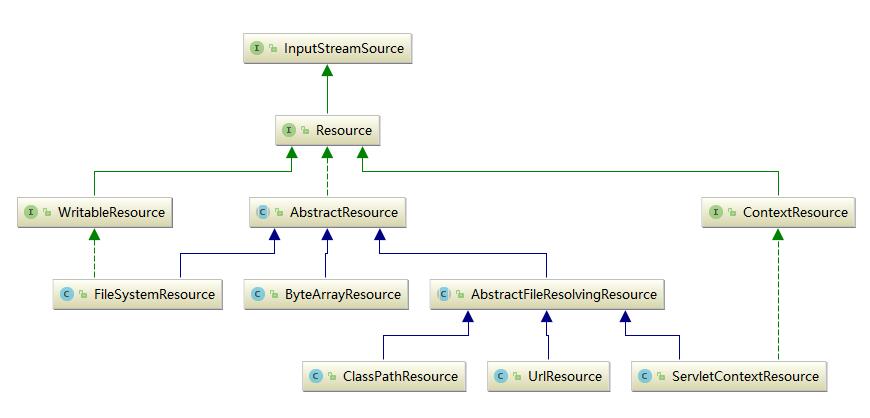 I InputStreamSource
I Resource
I WritableResource
C AbstractResource
I ContextResource
C FileSystemResource
C ByteArrayResource
C AbstractFileResolvingResource
C ClassPathResource
C UrlResource
C ServletContextResource